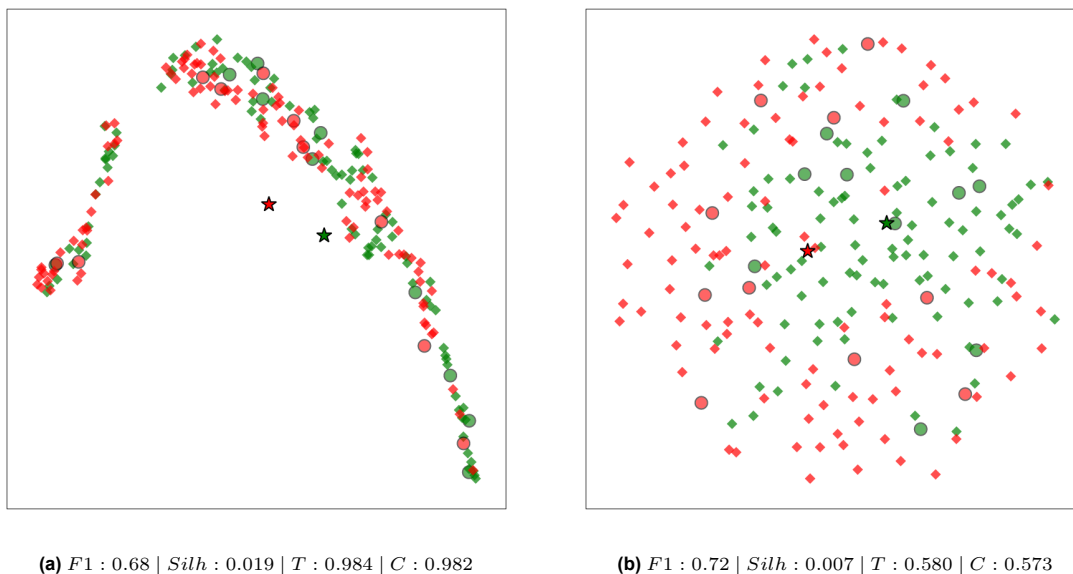 (a) F1 : 0.68 | Silh : 0.019 | T : 0.984 | C : 0.982
(b) F1 : 0.72 | Silh : 0.007 | T : 0.580 | C : 0.573